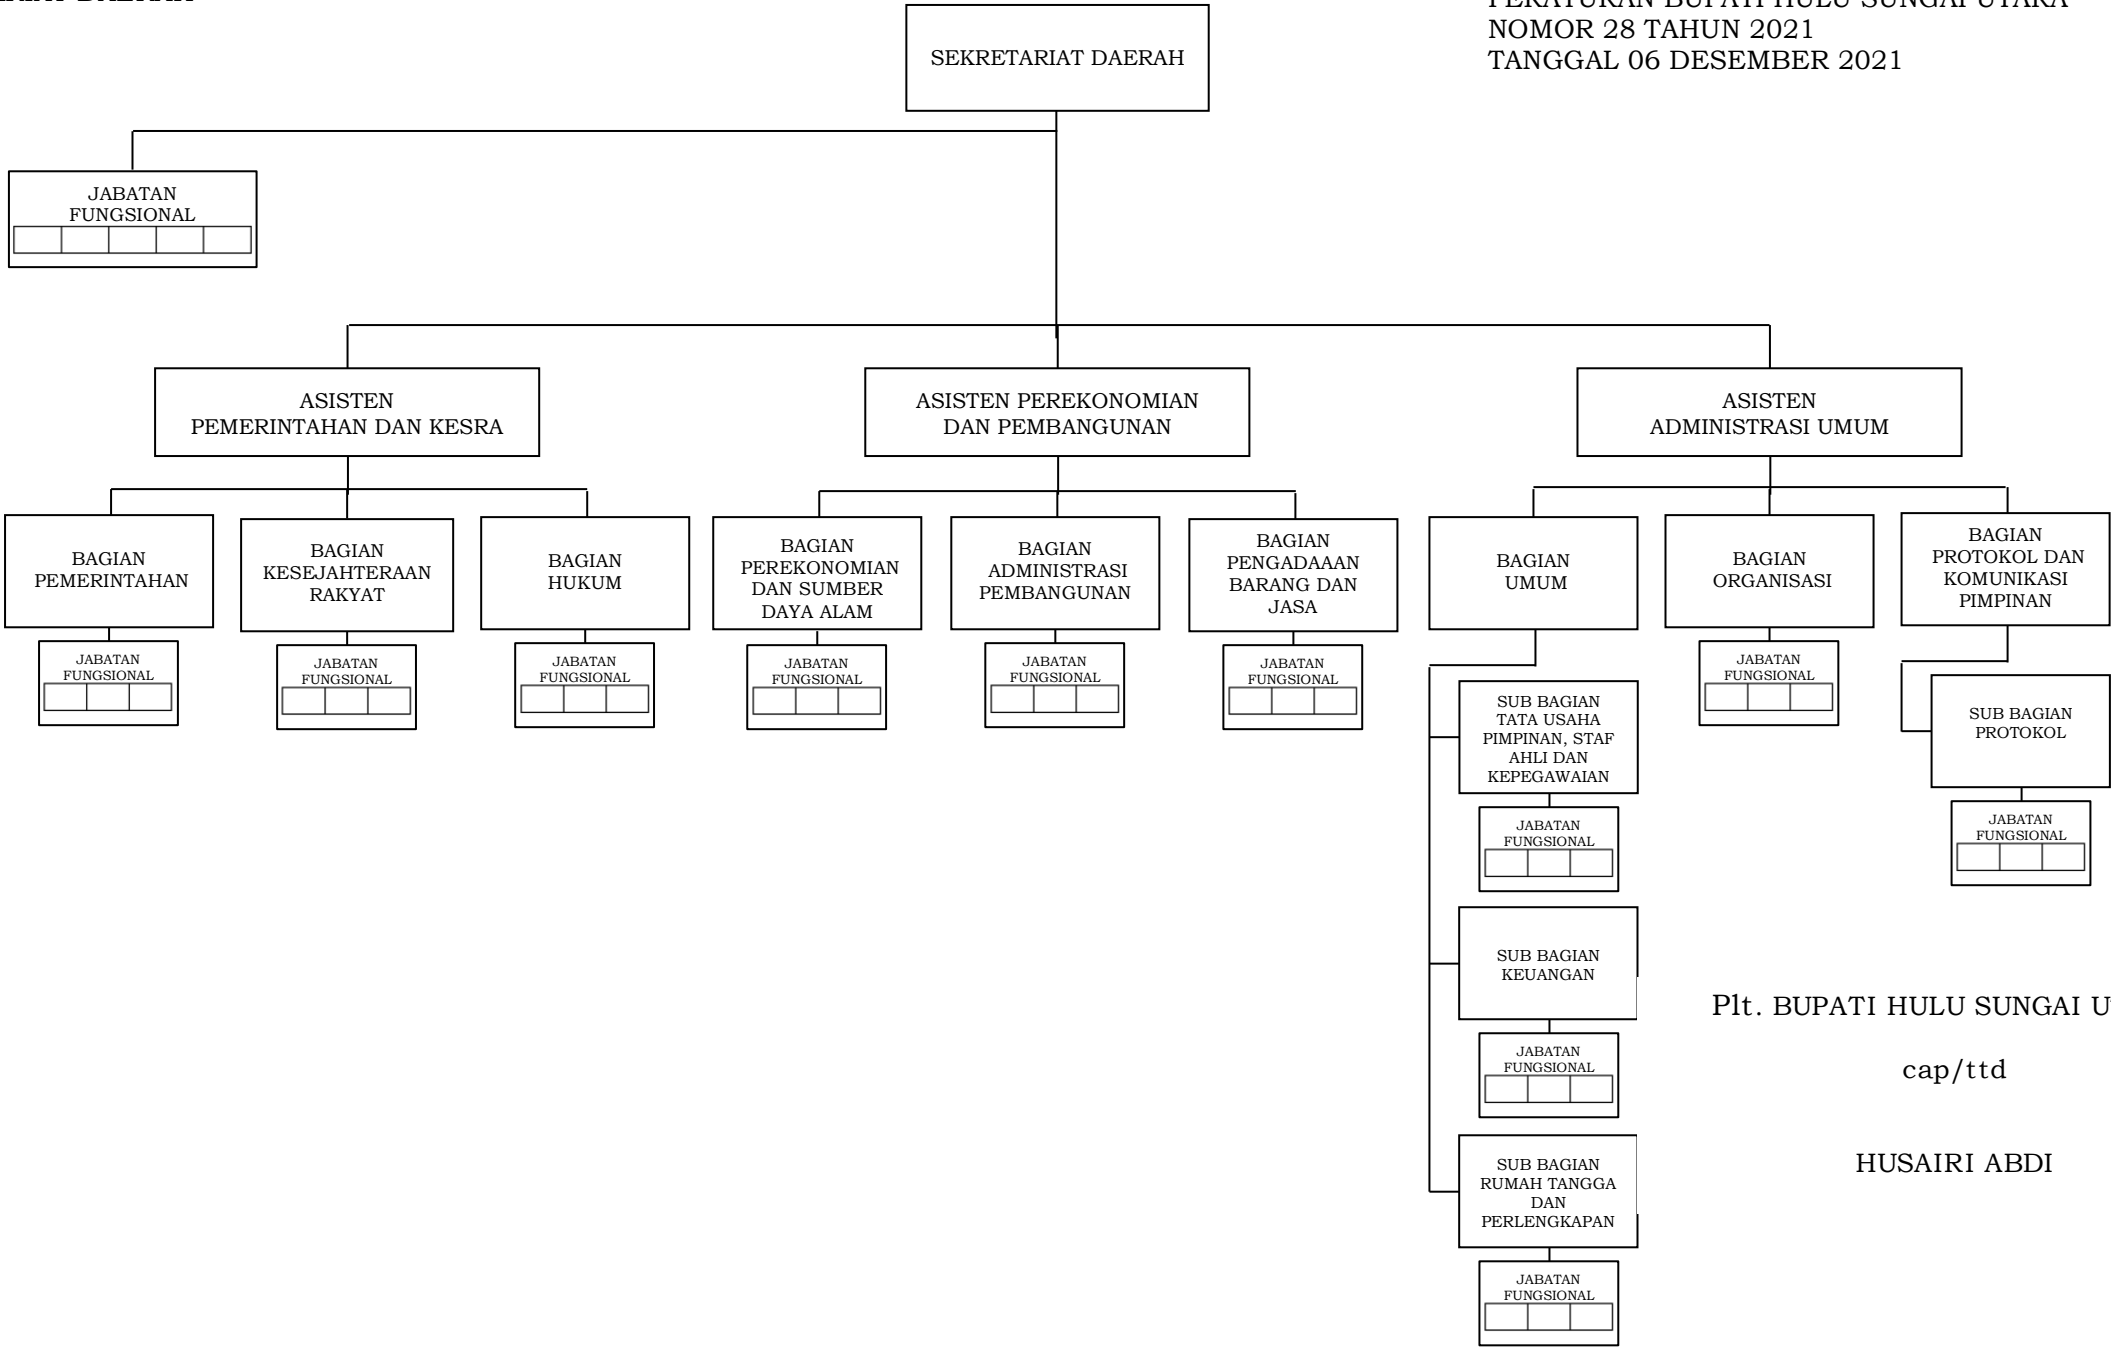 DAERAH
PERATURAN BUPATI HULU SUNGAI UTARA
NOMOR 28 TAHUN 2021
TANGGAL 06 DESEMBER 2021
SEKRETARIAT DAERAH
JABATAN
FUNGSIONAL
ASISTEN
PEMERINTAHAN DAN KESRA
ASISTEN PEREKONOMIAN
DAN PEMBANGUNAN
ASISTEN
ADMINISTRASI UMUM
BAGIAN
PEMERINTAHAN
BAGIAN
KESEJAHTERAAN
RAKYAT
BAGIAN
HUKUM
BAGIAN
PEREKONOMIAN
DAN SUMBER
DAYA ALAM
BAGIAN
ADMINISTRASI
PEMBANGUNAN
BAGIAN
PENGADAAAN
BARANG DAN
JASA
BAGIAN
UMUM
BAGIAN
ORGANISASI
BAGIAN
PROTOKOL DAN
KOMUNIKASI
PIMPINAN
JABATAN
FUNGSIONAL
JABATAN
FUNGSIONAL
JABATAN
FUNGSIONAL
JABATAN
FUNGSIONAL
JABATAN
FUNGSIONAL
JABATAN
FUNGSIONAL
JABATAN
FUNGSIONAL
SUB BAGIAN
TATA USAHA
PIMPINAN, STAF
AHLI DAN
KEPEGAWAIAN
SUB BAGIAN
PROTOKOL
JABATAN
FUNGSIONAL
JABATAN
FUNGSIONAL
SUB BAGIAN
KEUANGAN
JABATAN
FUNGSIONAL
SUB BAGIAN
RUMAH TANGGA
DAN
PERLENGKAPAN
JABATAN
FUNGSIONAL
Plt. BUPATI HULU SUNGAI U
cap/ttd
HUSAIRI ABDI